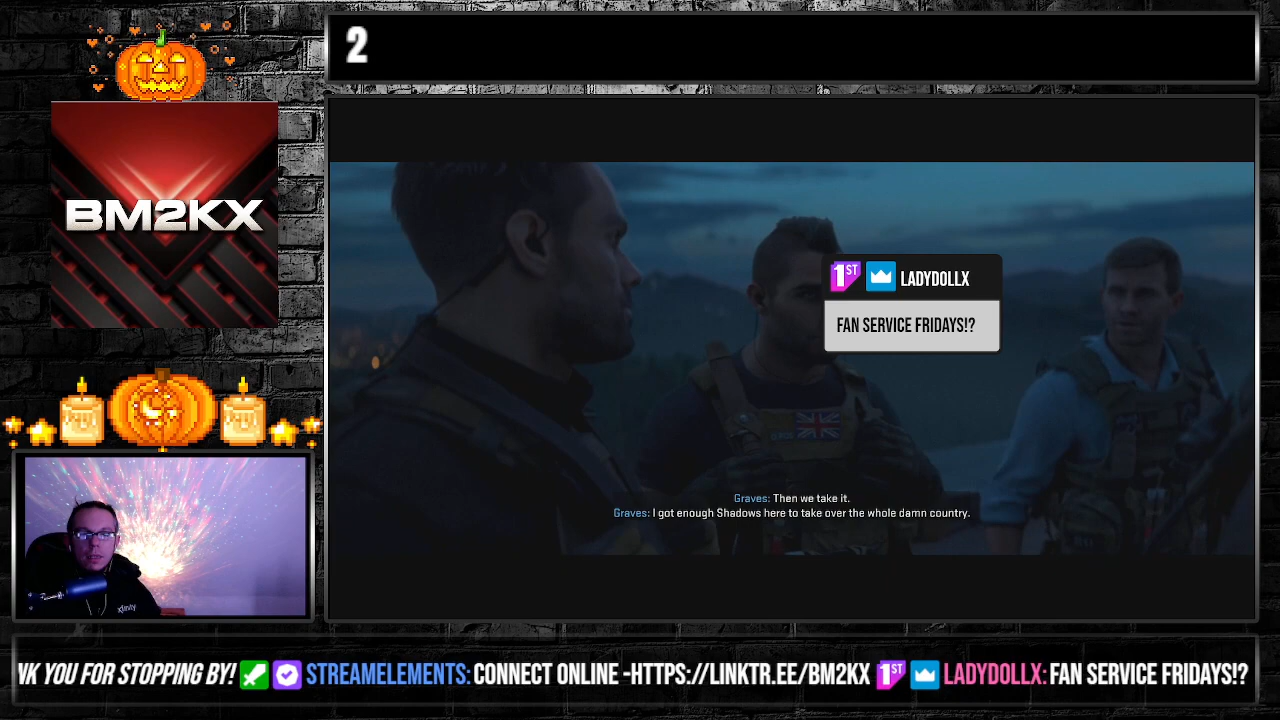 2
BM2KX
1ST LADYDOLLX
FAN SERVICE FRIDAYS!?
Graves: Then we take it.
Graves: I got enough Shadows here to take over the whole damn country.
xfinity
YOU FOR STOPPING BY! STREAMELEMENTS: CONNECT ONLINE -HTTPS://LINKTR.EE/BM2KX 1ST LADYDOLLX: FAN SERVICE FRIDAYS!?